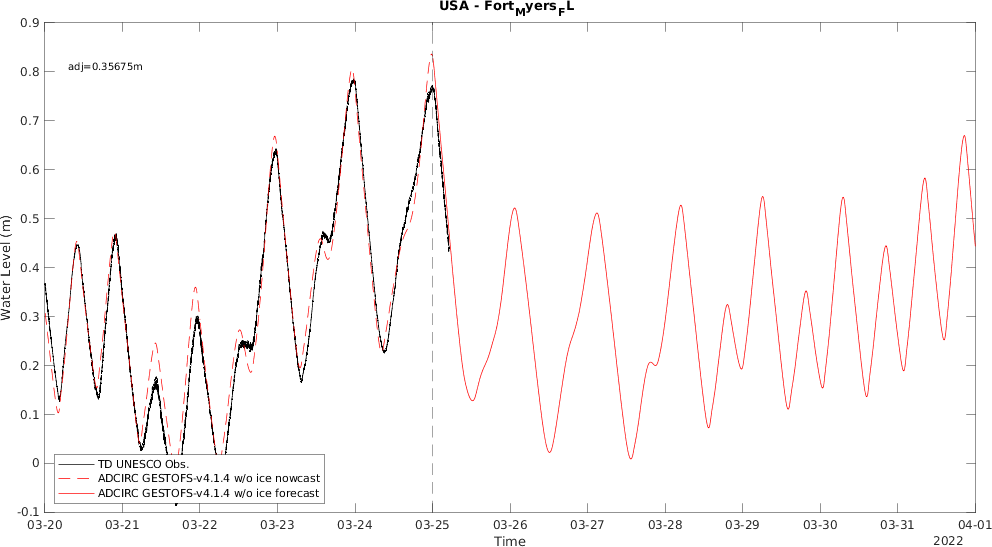 USA - Fort_Myers_FL
0.9
0.8
0.7
0.6
0.5
0.4
0.3
0.2
0.1
0
-0.1
Water Level (m)
adj=0.35675m
TD UNESCO Obs.
ADCIRC GESTOFS-v4.1.4 w/o ice nowcast
ADCIRC GESTOFS-v4.1.4 w/o ice forecast
03-20 03-21 03-22 03-23 03-24 03-25 03-26 03-27 03-28 03-29 03-30 03-31 04-01
Time
2022